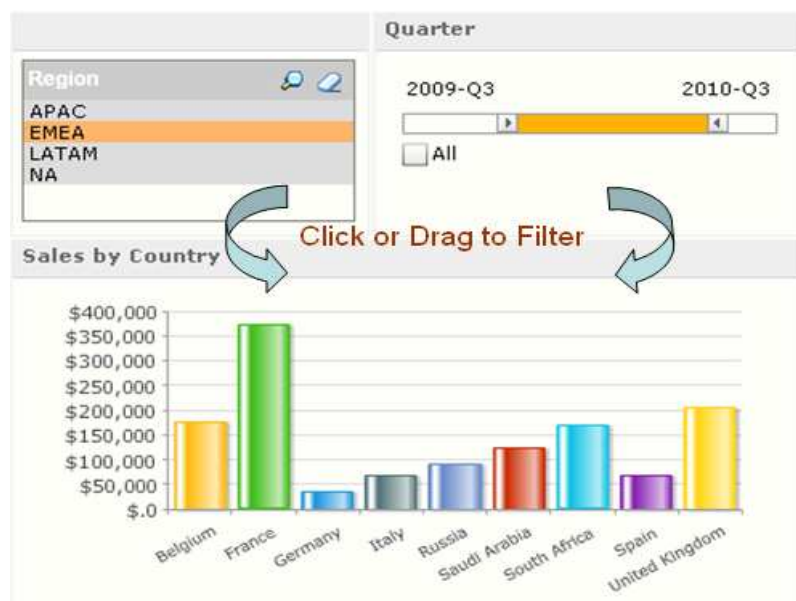 Quarter
Region
APAC
EMEA
LATAM
NA
2009-Q3 2010-Q3
All
Click or Drag to Filter
Sales by Country
$400,000
$350,000
$300,000
$250,000
$200,000
$150,000
$100,000
$50,000
$.0
Belgium France Germany Italy Russia Saudi Arabia South Africa Spain United Kingdom